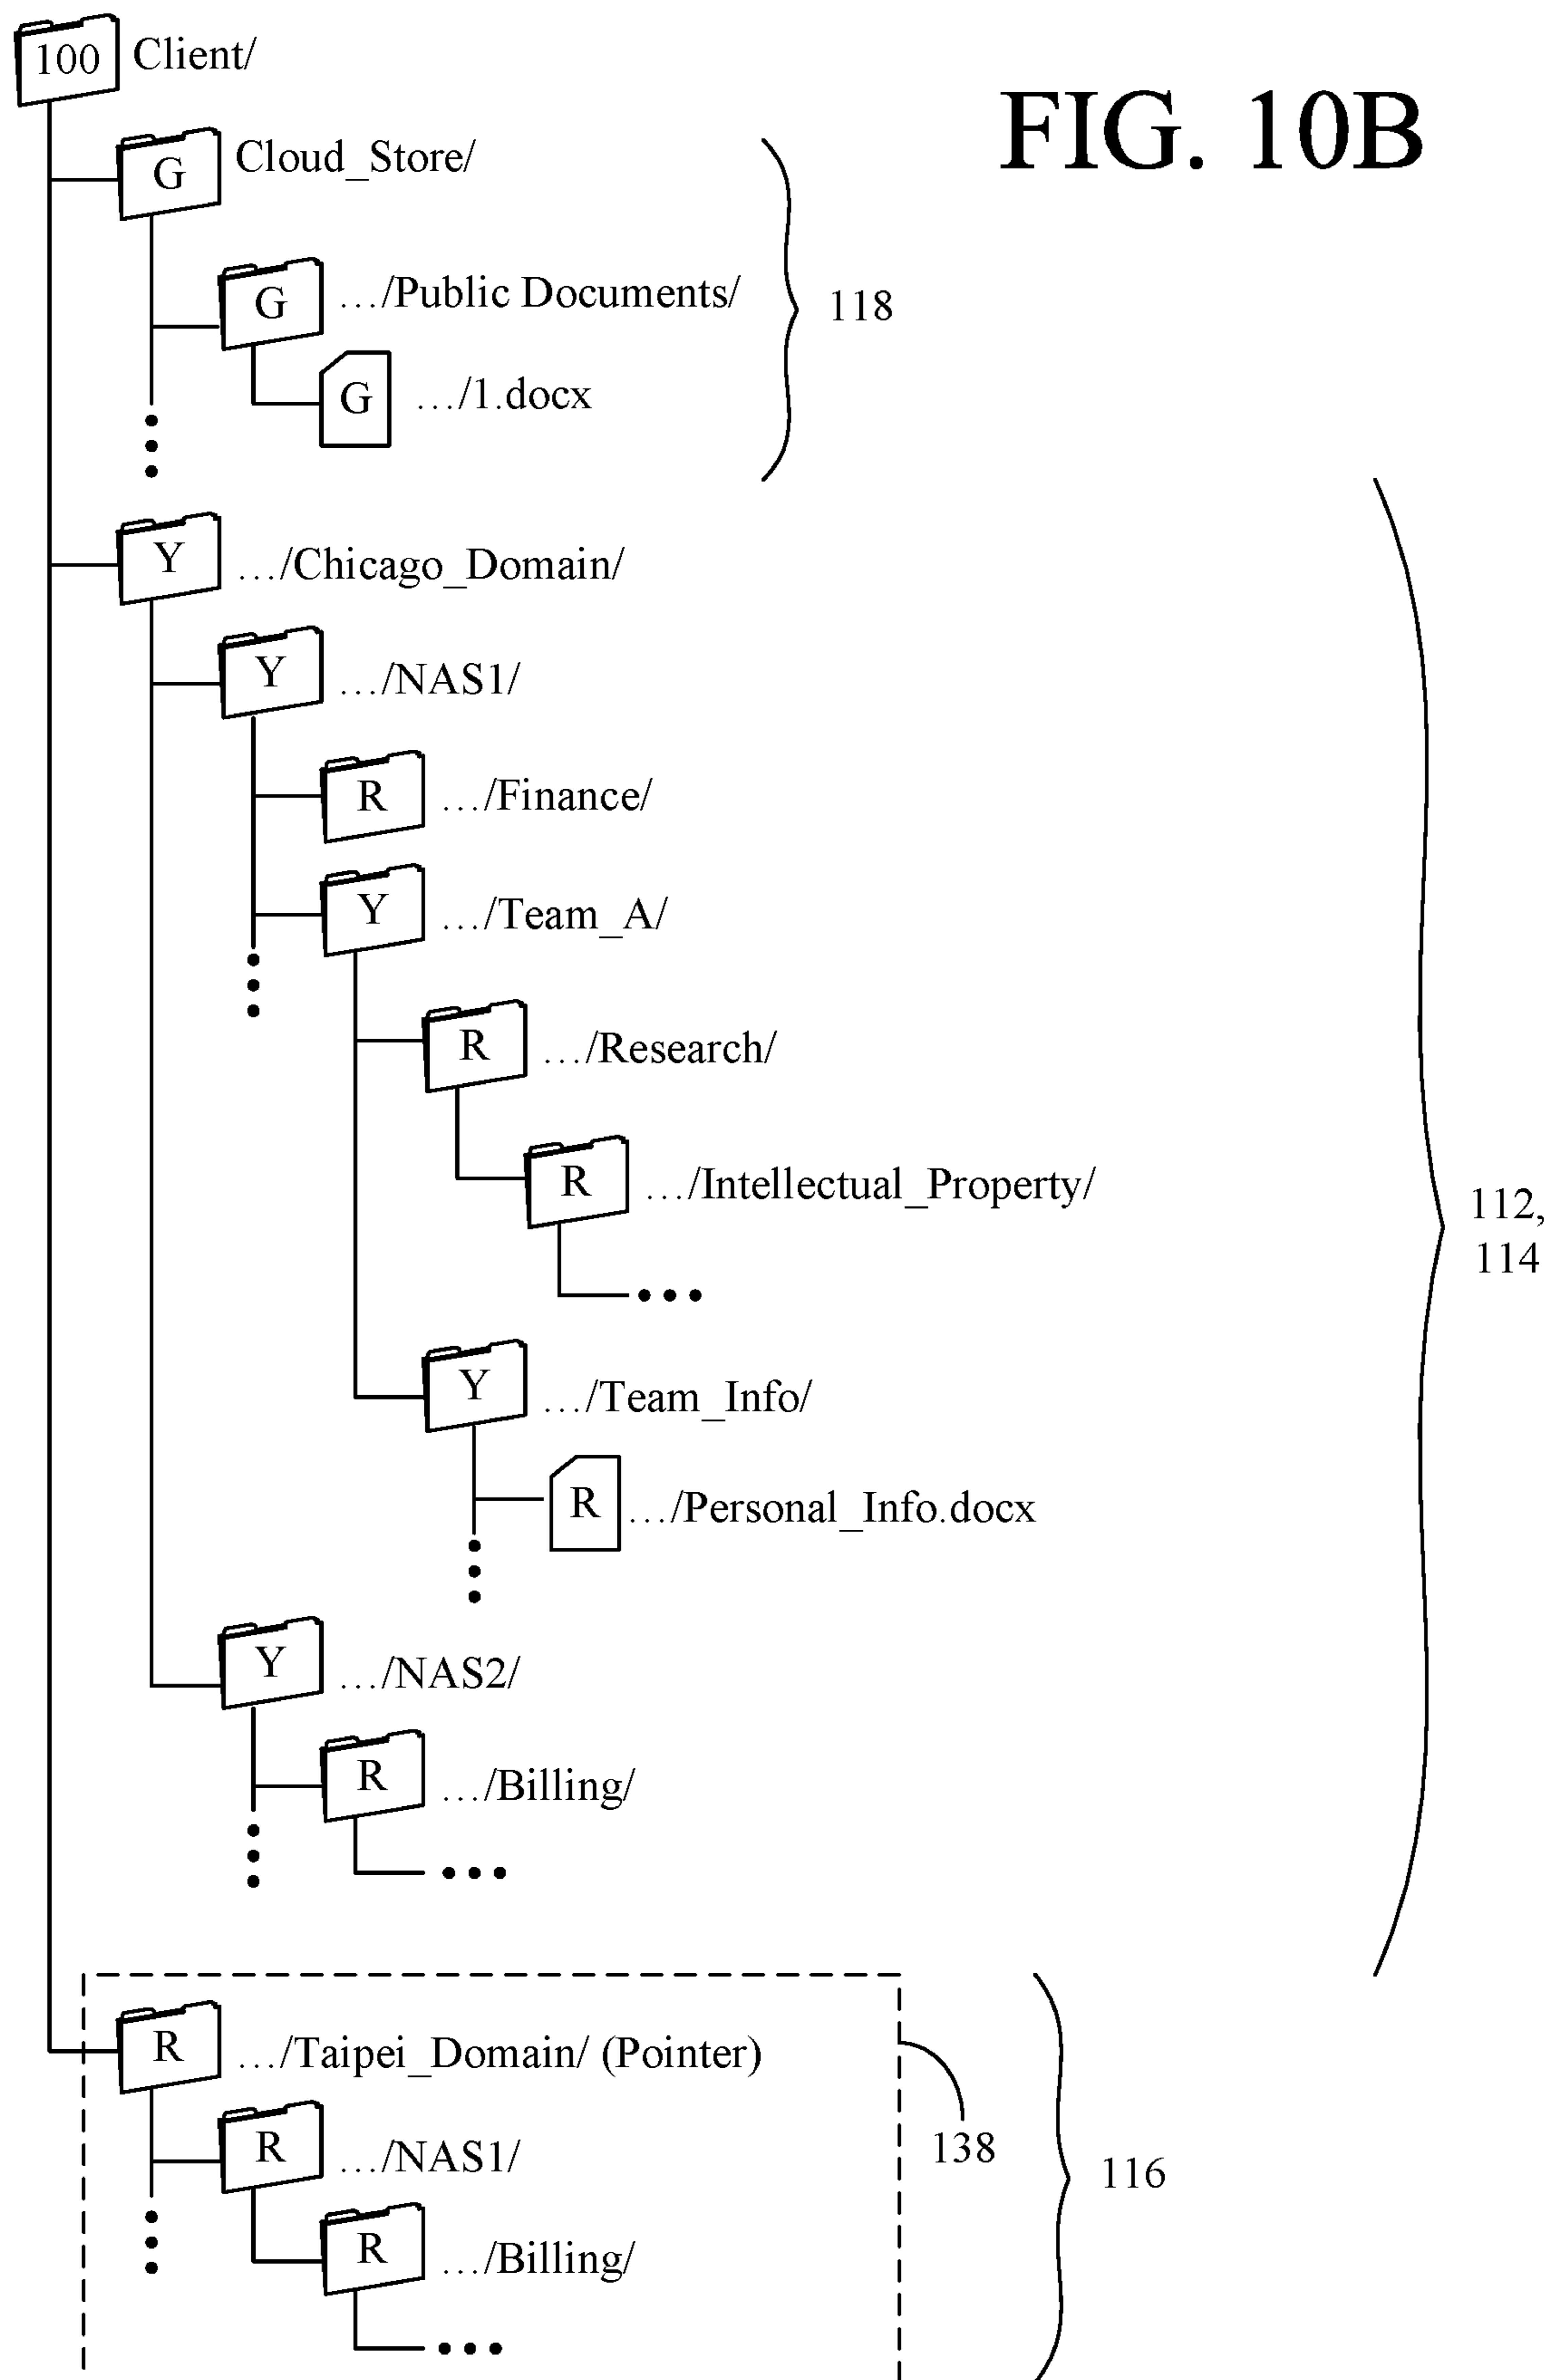 100 Client/
FIG. 10B
G Cloud_Store/
G …/Public Documents/
118
G …/1.docx
Y …/Chicago_Domain/
Y …/NAS1/
R …/Finance/
Y …/Team_A/
R …/Research/
R …/Intellectual_Property/
112,
114
Y …/Team_Info/
R …/Personal_Info.docx
Y …/NAS2/
R …/Billing/
R …/Taipei_Domain/ (Pointer)
138
R …/NAS1/
116
R …/Billing/